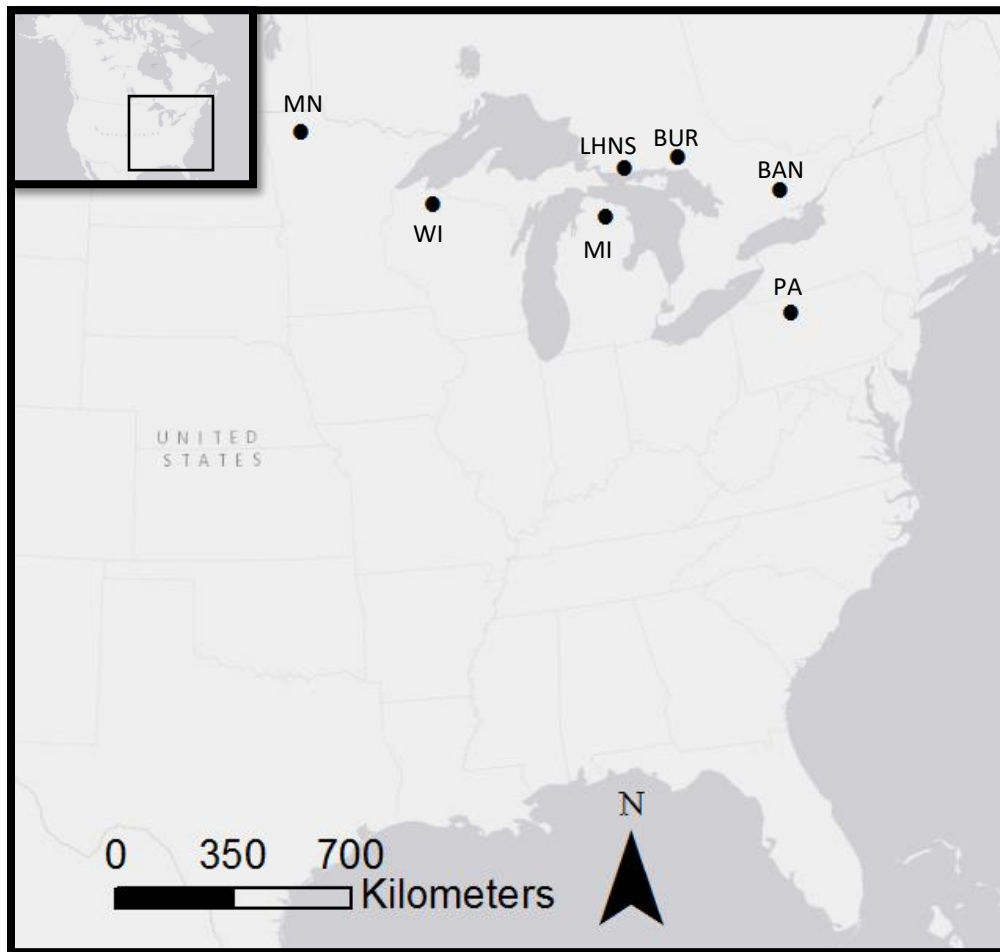 MN
LHNS
BUR
BAN
WI
MI
PA
UNITED
STATES
N
0 350 700
Kilometers